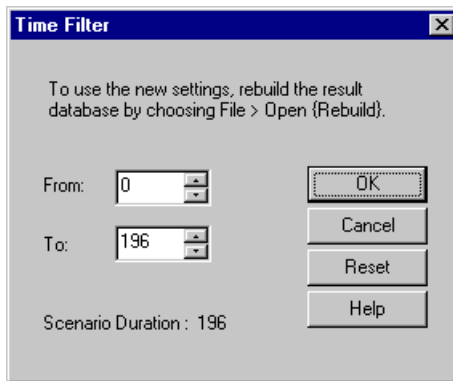 Time Filter
To use the new settings, rebuild the result
database by choosing File > Open {Rebuild}.
From: 0
OK
To: 196
Cancel
Reset
Scenario Duration : 196
Help